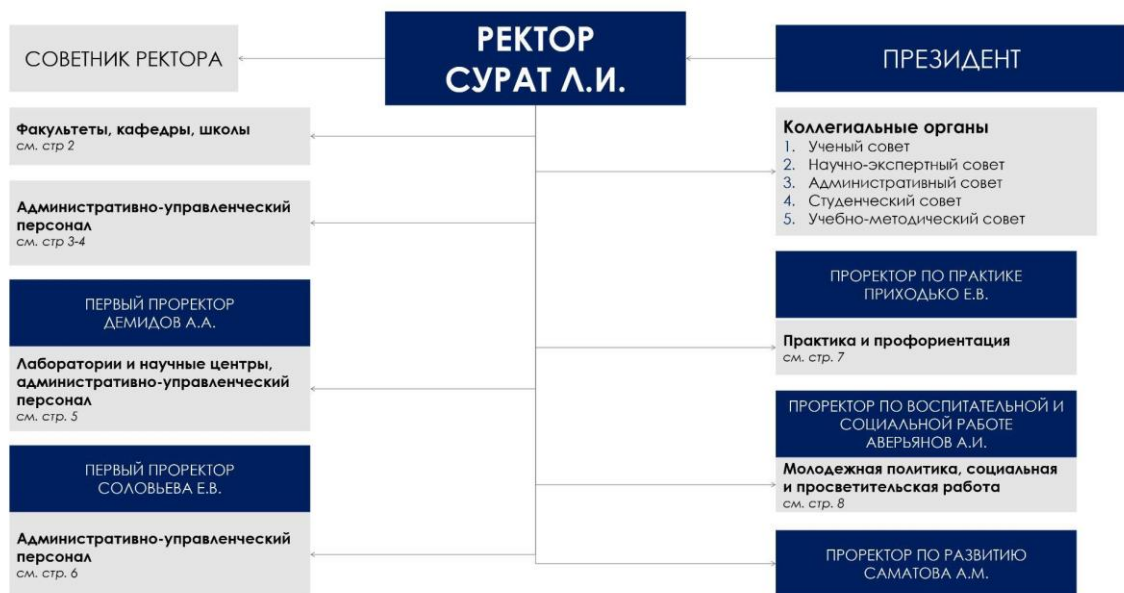 СОВЕТНИК РЕКТОРА
РЕКТОР
СУРАТ Л.И.
ПРЕЗИДЕНТ
Факультеты, кафедры, школы
см. стр 2
Административно-управленческий
персонал
см. стр 3-4
ПЕРВЫЙ ПРОРЕКТОР
ДЕМИДОВ А.А.
Лаборатории и научные центры,
административно-управленческий
персонал
см. стр. 5
ПЕРВЫЙ ПРОРЕКТОР
СОЛОВЬЕВА Е.В.
Административно-управленческий
персонал
см. стр. 6
Коллегиальные органы
1. Ученый совет
2. Научно-экспертный совет
3. Административный совет
4. Студенческий совет
5. Учебно-методический совет
ПРОРЕКТОР ПО ПРАКТИКЕ
ПРИХОДЬКО Е.В.
Практика и профориентация
см. стр. 7
ПРОРЕКТОР ПО ВОСПИТАТЕЛЬНОЙ И
СОЦИАЛЬНОЙ РАБОТЕ
АВЕРЬЯНОВ А.И.
Молодежная политика, социальная
и просветительская работа
см. стр. 8
ПРОРЕКТОР ПО РАЗВИТИЮ
САМАТОВА А.М.